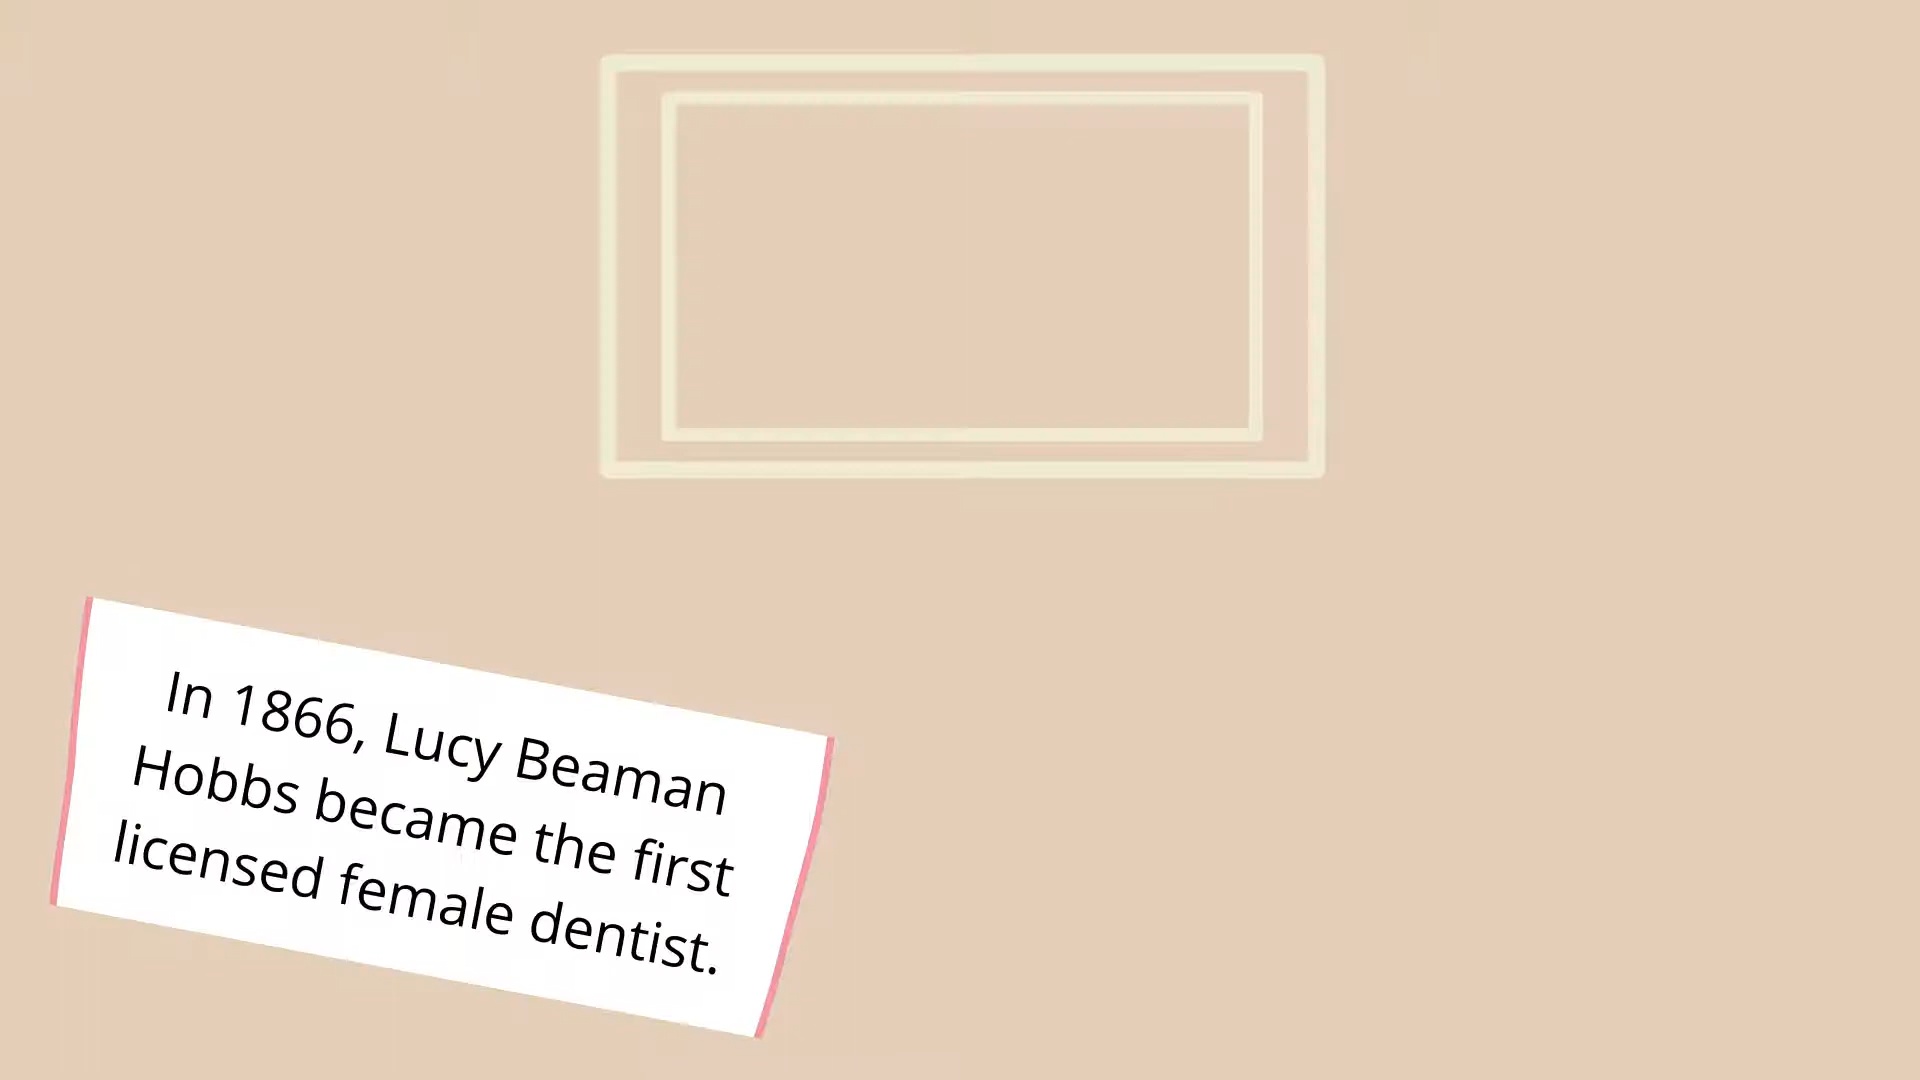 In 1866, Lucy Beaman
Hobbs became the first
licensed female dentist.